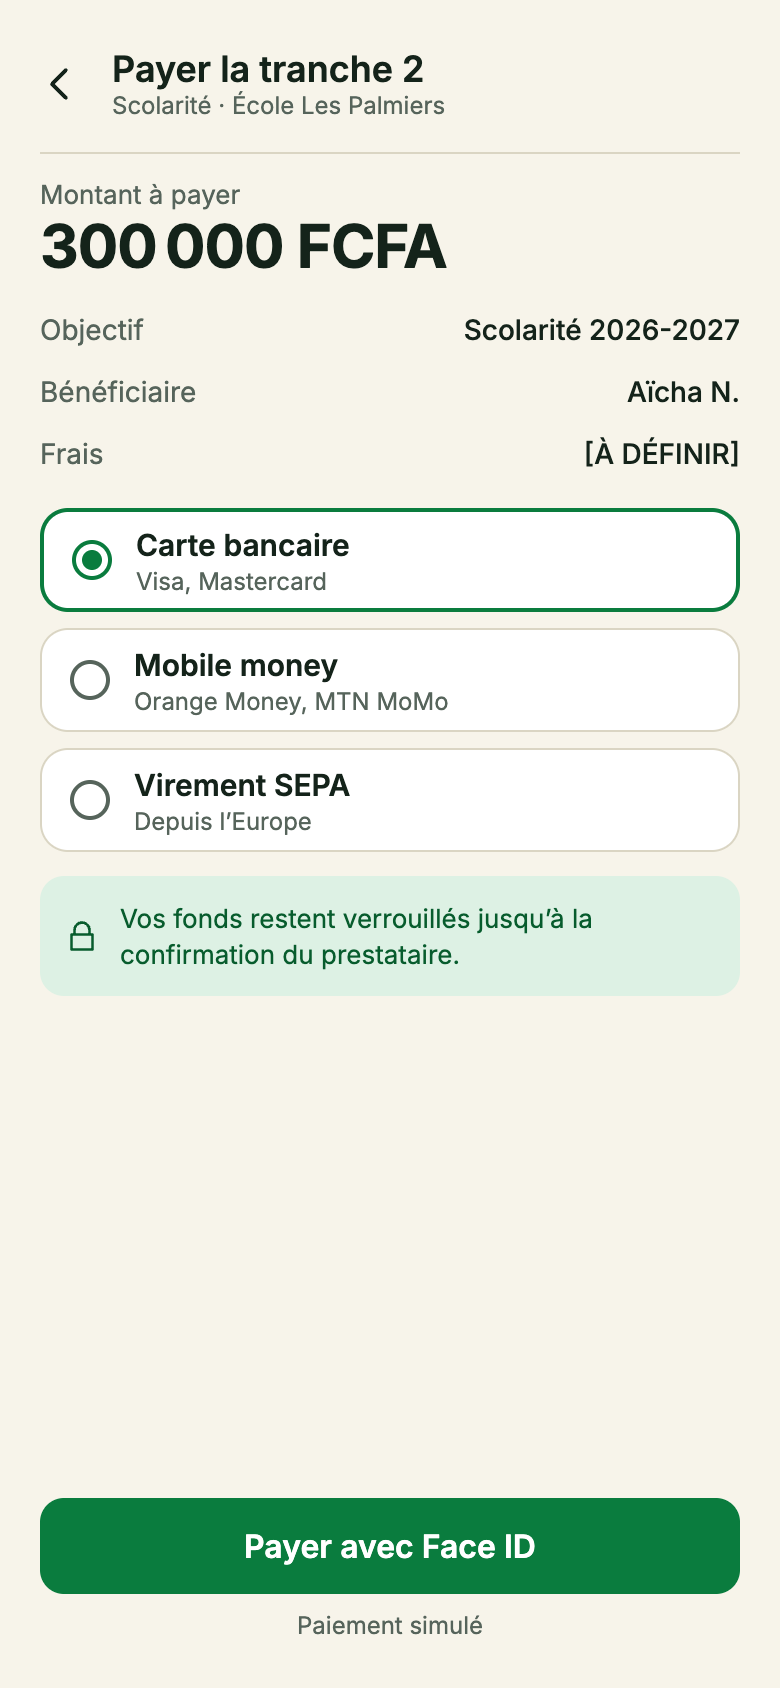 Payer la tranche 2
Scolarité · École Les Palmiers
Montant à payer
300 000 FCFA
Objectif Scolarité 2026-2027
Bénéficiaire Aïcha N.
Frais [À DÉFINIR]
Carte bancaire
Visa, Mastercard
Mobile money
Orange Money, MTN MoMo
Virement SEPA
Depuis l’Europe
Vos fonds restent verrouillés jusqu’à la
confirmation du prestataire.
Payer avec Face ID
Paiement simulé